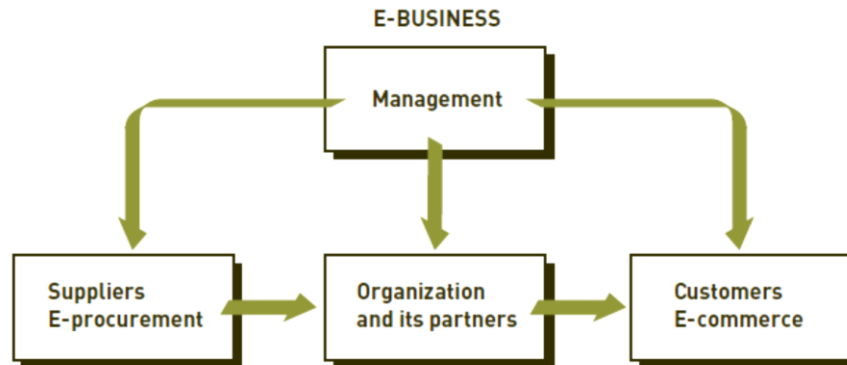 E-BUSINESS
Management
Suppliers
E-procurement
Organization
and its partners
Customers
E-commerce